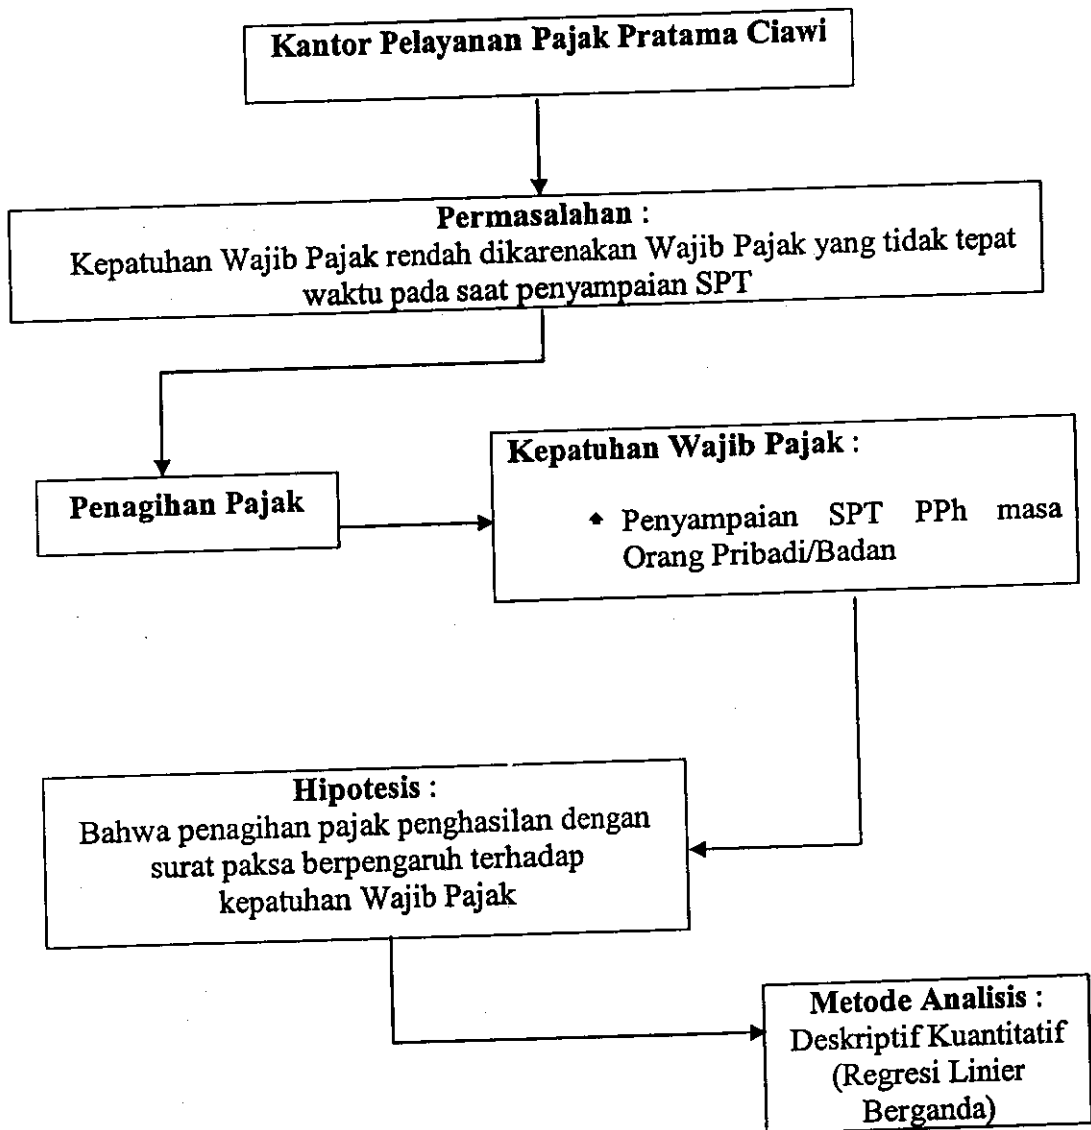 Kantor Pelayanan Pajak Pratama Ciawi
Permasalahan :
Kepatuhan Wajib Pajak rendah dikarenakan Wajib Pajak yang tidak tepat
waktu pada saat penyampaian SPT
Penagihan Pajak
Kepatuhan Wajib Pajak :
Penyampaian SPT PPh masa
Orang Pribadi/Badan
Hipotesis :
Bahwa penagihan pajak penghasilan dengan
surat paksa berpengaruh terhadap
kepatuhan Wajib Pajak
Metode Analisis :
Deskriptif Kuantitatif
(Regresi Linier
Berganda)